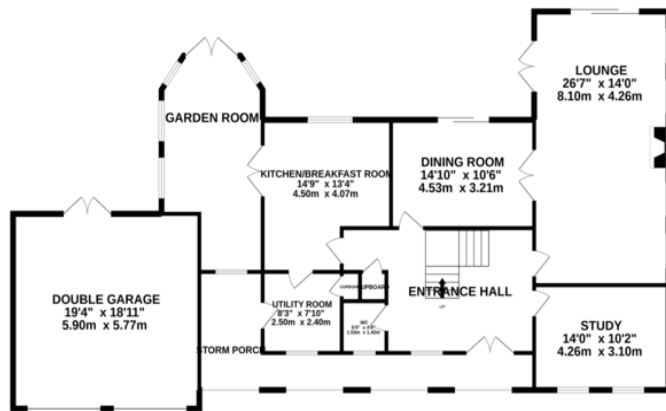 LOUNGE
26'7" x 14'0"
8.10m x 4.26m
GARDEN ROOM
KITCHEN/BREAKFAST ROOM
14'9" x 13'4"
4.50m x 4.07m
DINING ROOM
14'10" x 10'6"
4.53m x 3.21m
DOUBLE GARAGE
19'4" x 18'11"
5.90m x 5.77m
CUPBOARD
CUPBOARD
ENTRANCE HALL
UP
UTILITY ROOM
8'3" x 7'10"
2.50m x 2.40m
WC
STORM PORCH
STUDY
14'0" x 10'2"
4.26m x 3.10m